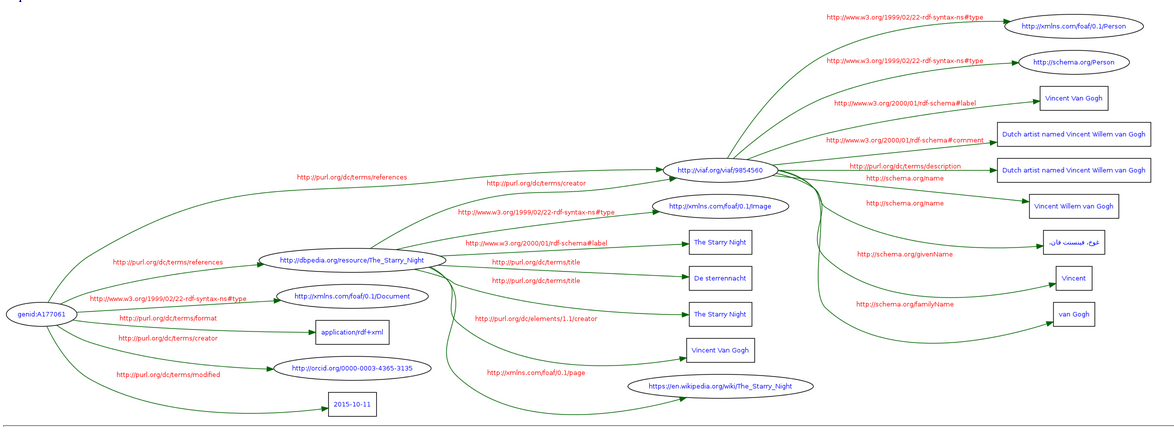 http://www.w3.org/1999/02/22-rdf-syntax-ns#type
http://xmlns.com/foaf/0.1/Person
http://www.w3.org/1999/02/22-rdf-syntax-ns#type
http://schema.org/Person
http://www.w3.org/2000/01/rdf-schema#label
Vincent Van Gogh
http://www.w3.org/2000/01/rdf-schema#comment
Dutch artist named Vincent Willem van Gogh
http://purl.org/dc/terms/description
Dutch artist named Vincent Willem van Gogh
http://viaf.org/viaf/9854560
http://purl.org/dc/terms/references
http://purl.org/dc/terms/creator
http://schema.org/name
Vincent Willem van Gogh
http://schema.org/name
http://www.w3.org/1999/02/22-rdf-syntax-ns#type
http://xmlns.com/foaf/0.1/Image
http://www.w3.org/2000/01/rdf-schema#label
The Starry Night
غوخ، فينسنت فان،
http://schema.org/givenName
http://purl.org/dc/terms/references
http://dbpedia.org/resource/The_Starry_Night
http://purl.org/dc/terms/title
De sterrennacht
Vincent
http://purl.org/dc/terms/title
http://www.w3.org/1999/02/22-rdf-syntax-ns#type
http://xmlns.com/foaf/0.1/Document
http://schema.org/familyName
genid:A177061
http://purl.org/dc/terms/format
application/rdf+xml
http://purl.org/dc/elements/1.1/creator
The Starry Night
van Gogh
http://purl.org/dc/terms/creator
Vincent Van Gogh
http://orcid.org/0000-0003-4365-3135
http://purl.org/dc/terms/modified
http://xmlns.com/foaf/0.1/page
https://en.wikipedia.org/wiki/The_Starry_Night
2015-10-11